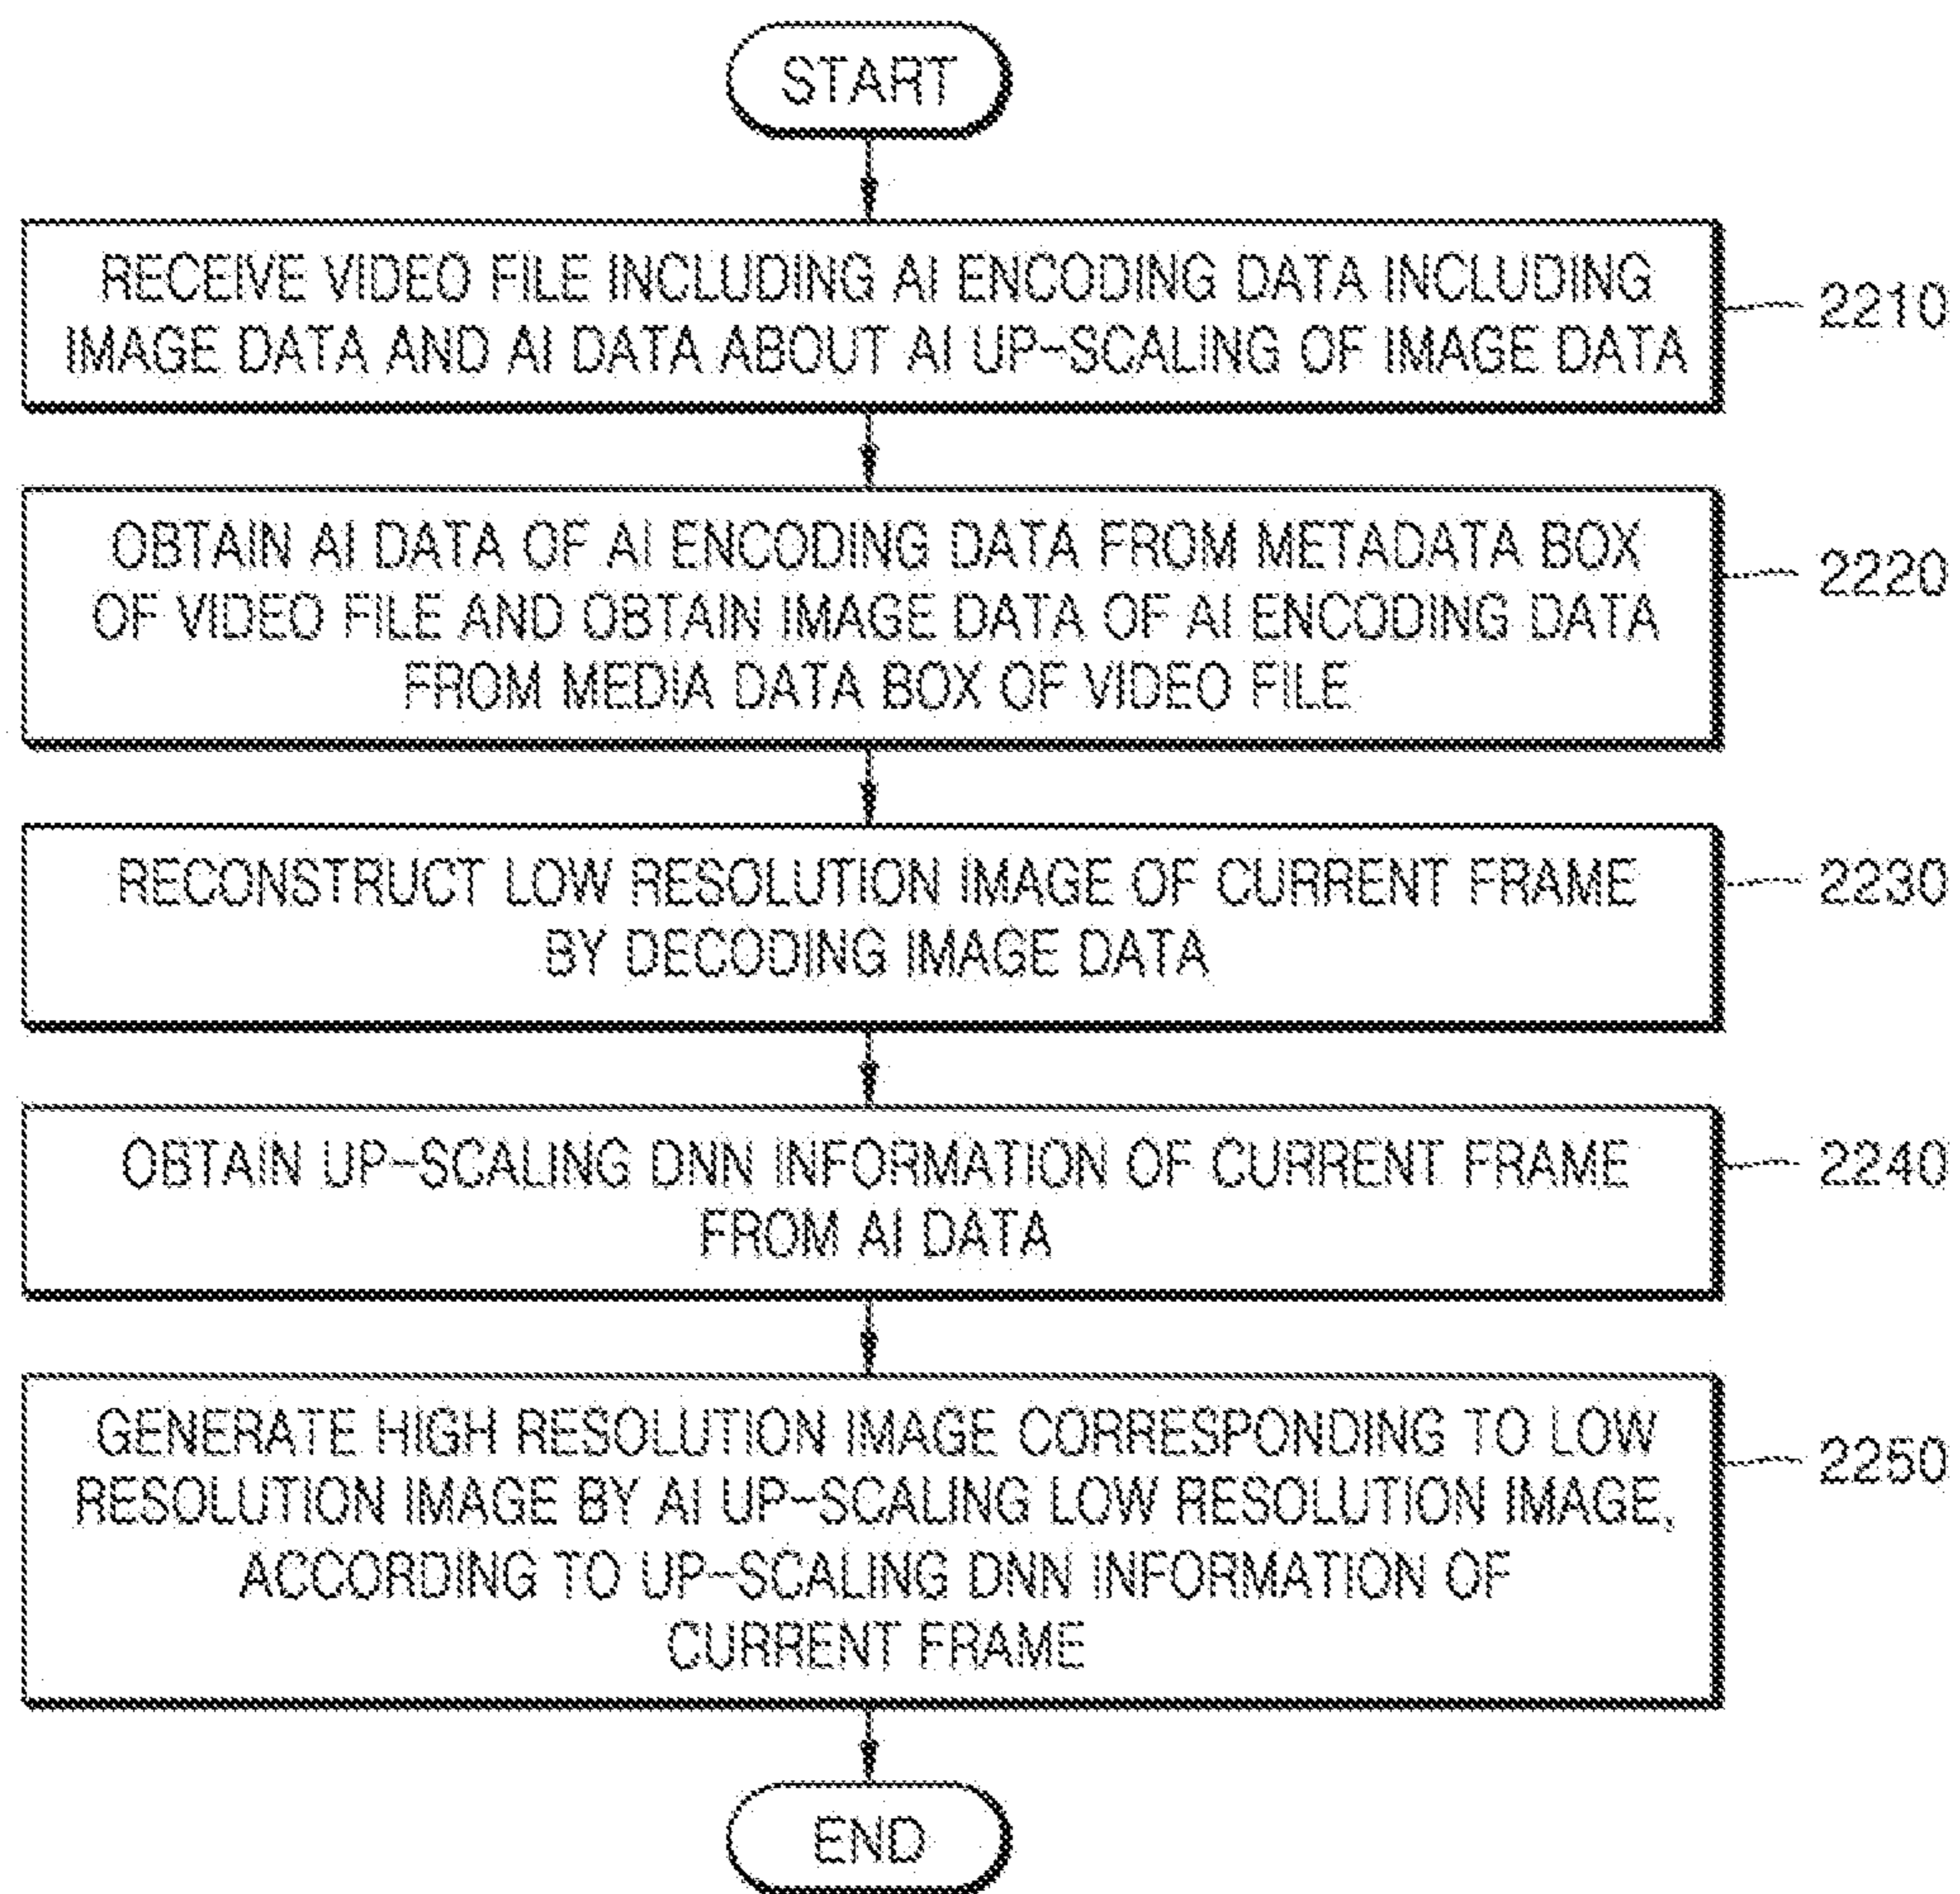 START
RECEIVE VIDEO FILE INCLUDING AI ENCODING DATA INCLUDING
IMAGE DATA AND AI DATA ABOUT AI UP-SCALING OF IMAGE DATA
2210
OBTAIN AI DATA OF AI ENCODING DATA FROM METADATA BOX
OF VIDEO FILE AND OBTAIN IMAGE DATA OF AI ENCODING DATA
FROM MEDIA DATA BOX OF VIDEO FILE
2220
RECONSTRUCT LOW RESOLUTION IMAGE OF CURRENT FRAME
BY DECODING IMAGE DATA
2230
OBTAIN UP-SCALING DNN INFORMATION OF CURRENT FRAME
FROM AI DATA
2240
GENERATE HIGH RESOLUTION IMAGE CORRESPONDING TO LOW
RESOLUTION IMAGE BY AI UP-SCALING LOW RESOLUTION IMAGE,
ACCORDING TO UP-SCALING DNN INFORMATION OF
CURRENT FRAME
2250
END